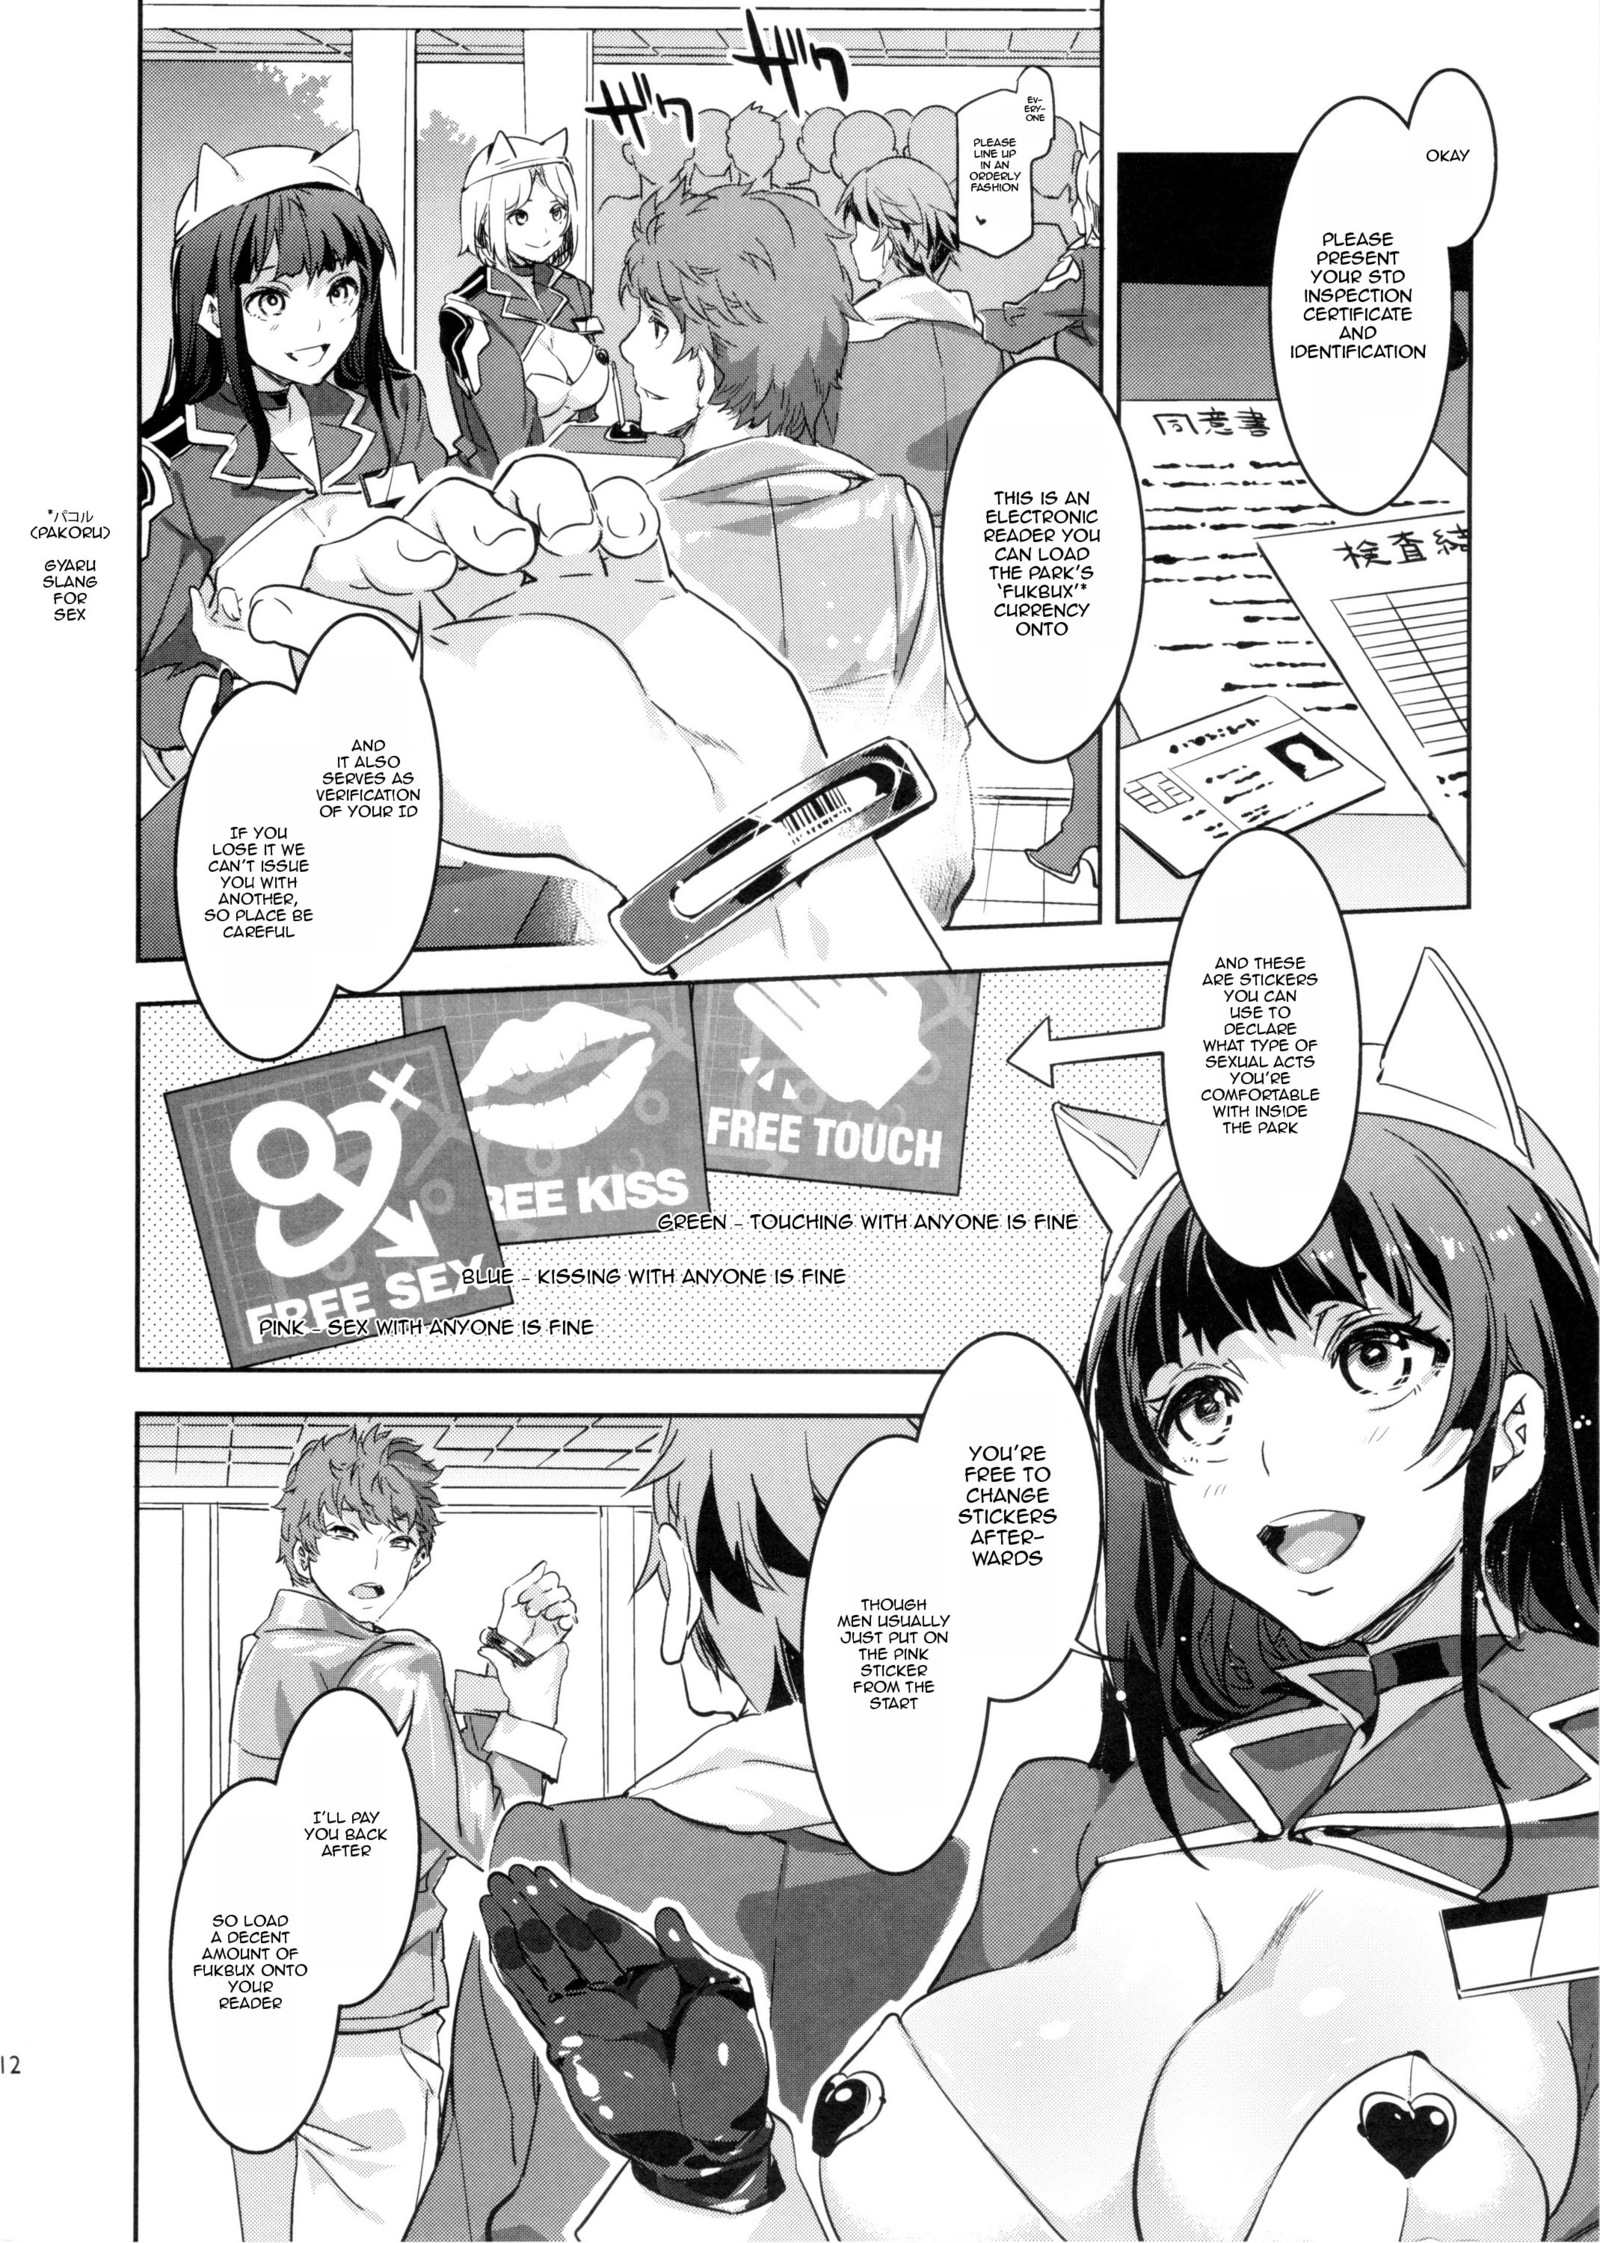 OKAY
PLEASE
PRESENT
YOUR STD
INSPECTION
CERTIFICATE
AND
IDENTIFICATION
同意書
検査結
EV-
ERY-
ONE
PLEASE
LINE UP
IN AN
ORDERLY
FASHION
ザワ
ザワ
THIS IS AN
ELECTRONIC
READER YOU
CAN LOAD
THE PARK'S
'FUKBUX'*
CURRENCY
ONTO
*パコル
(PAKORU)
GYARU
SLANG
FOR
SEX
AND
IT ALSO
SERVES AS
VERIFICATION
OF YOUR ID
IF YOU
LOSE IT WE
CAN'T ISSUE
YOU WITH
ANOTHER,
SO PLACE BE
CAREFUL
AND THESE
ARE STICKERS
YOU CAN
USE TO
DECLARE
WHAT TYPE OF
SEXUAL ACTS
YOU'RE
COMFORTABLE
WITH INSIDE
THE PARK
FREE TOUCH
GREEN - TOUCHING WITH ANYONE IS FINE
REE KISS
BLUE - KISSING WITH ANYONE IS FINE
FREE SEX
PINK - SEX WITH ANYONE IS FINE
YOU'RE
FREE TO
CHANGE
STICKERS
AFTER-
WARDS
THOUGH
MEN USUALLY
JUST PUT ON
THE PINK
STICKER
FROM THE
START
I'LL PAY
YOU BACK
AFTER
SO LOAD
A DECENT
AMOUNT OF
FUKBUX ONTO
YOUR
READER
12